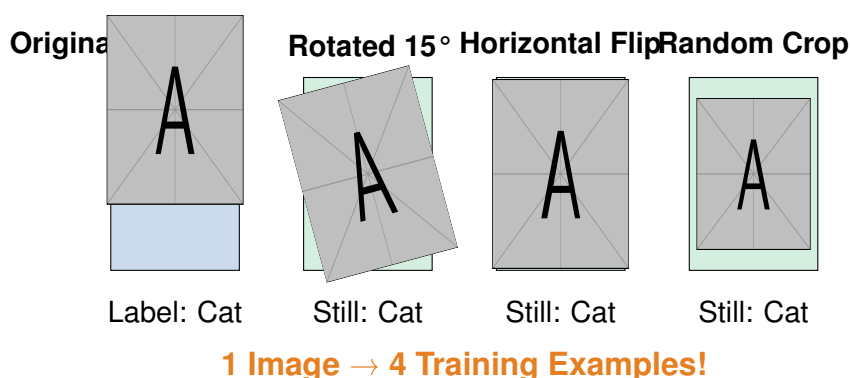 Origina
Rotated 15°
Horizontal Flip
Random Crop
A
A
A
A
Label: Cat
Still: Cat
Still: Cat
Still: Cat
1 Image → 4 Training Examples!